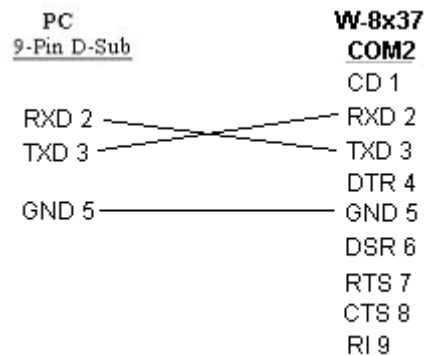 PC W-8x37
9-Pin D-Sub COM2
CD 1
RXD 2 RXD 2
TXD 3 TXD 3
DTR 4
GND 5 GND 5
DSR 6
RTS 7
CTS 8
RI 9